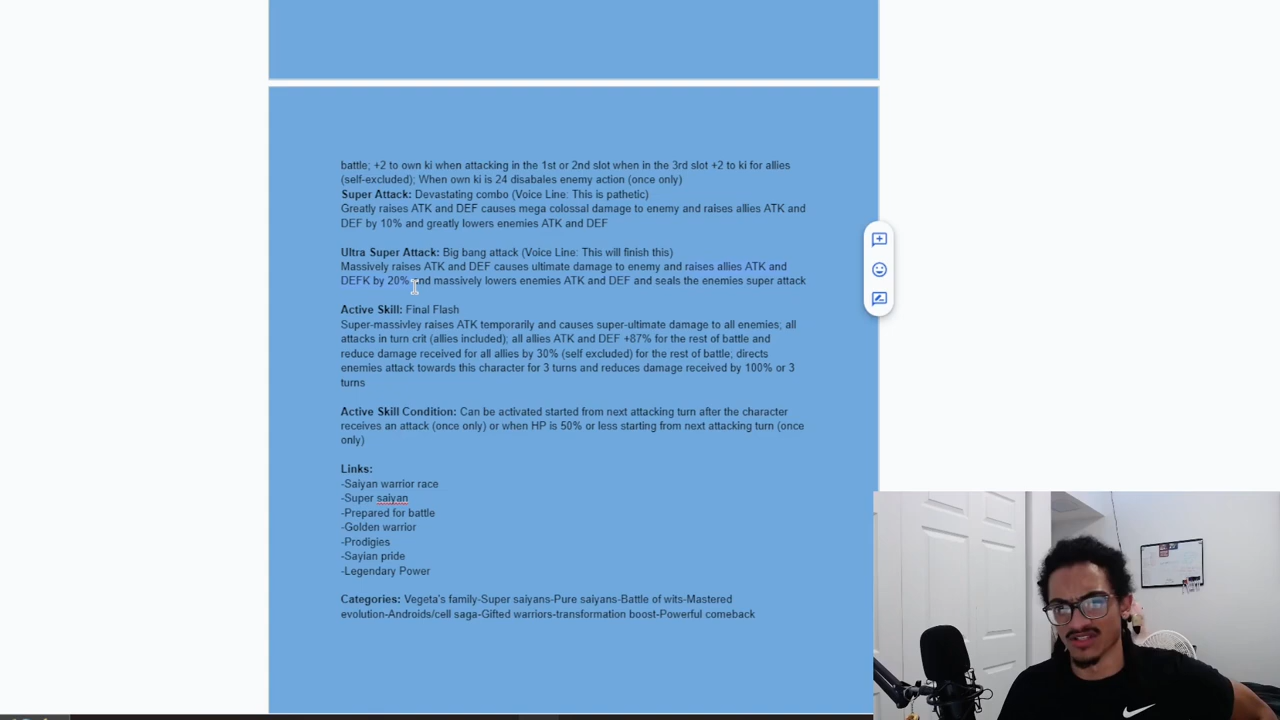 battle; +2 to own ki when attacking in the 1st or 2nd slot when in the 3rd slot +2 to ki for allies
(self-excluded); When own ki is 24 disabales enemy action (once only)
Super Attack: Devastating combo (Voice Line: This is pathetic)
Greatly raises ATK and DEF causes mega colossal damage to enemy and raises allies ATK and
DEF by 10% and greatly lowers enemies ATK and DEF
Ultra Super Attack: Big bang attack (Voice Line: This will finish this)
Massively raises ATK and DEF causes ultimate damage to enemy and raises allies ATK and
DEFK by 20% and massively lowers enemies ATK and DEF and seals the enemies super attack
Active Skill: Final Flash
Super-massivley raises ATK temporarily and causes super-ultimate damage to all enemies; all
attacks in turn crit (allies included); all allies ATK and DEF +87% for the rest of battle and
reduce damage received for all allies by 30% (self excluded) for the rest of battle; directs
enemies attack towards this character for 3 turns and reduces damage received by 100% or 3
turns
Active Skill Condition: Can be activated started from next attacking turn after the character
receives an attack (once only) or when HP is 50% or less starting from next attacking turn (once
only)
Links:
-Saiyan warrior race
-Super saiyan
-Prepared for battle
-Golden warrior
-Prodigies
-Sayian pride
-Legendary Power
Categories: Vegeta's family-Super saiyans-Pure saiyans-Battle of wits-Mastered
evolution-Androids/cell saga-Gifted warriors-transformation boost-Powerful comeback